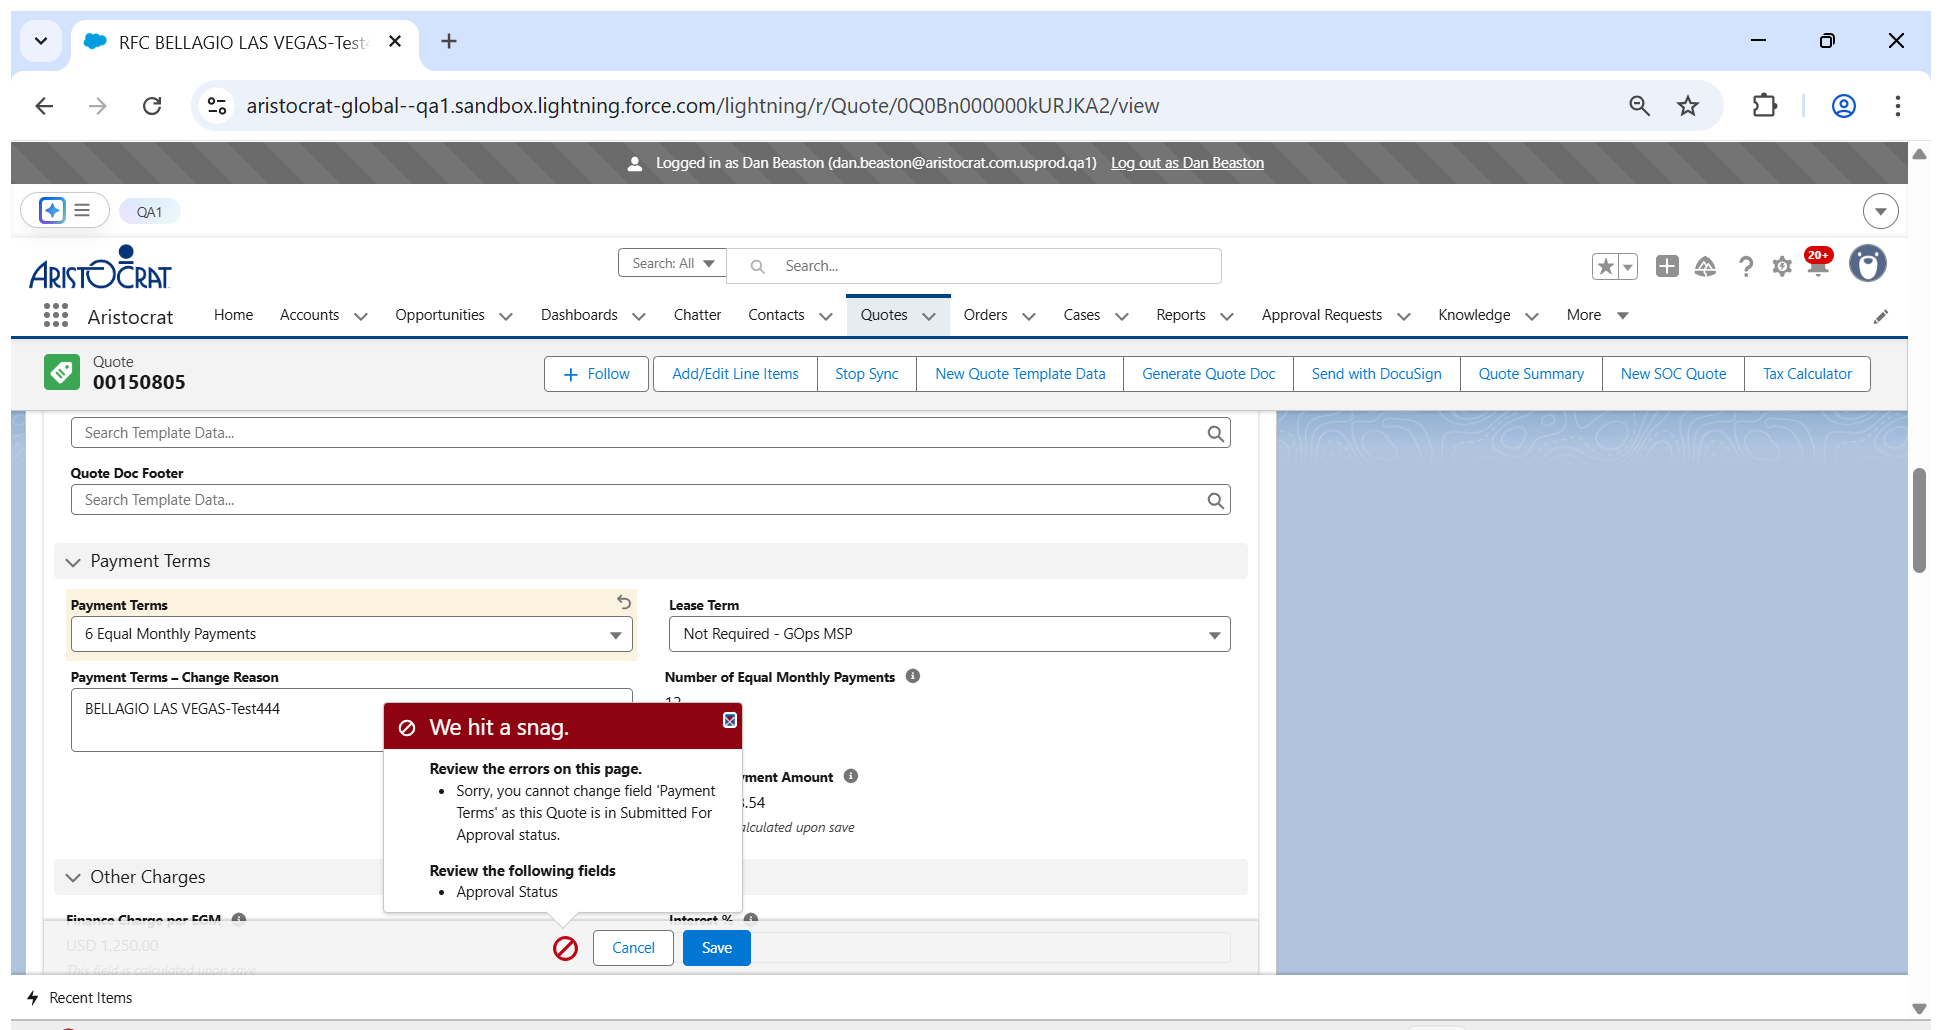 RFC BELLAGIO LAS VEGAS-Test4
aristocrat-global--qa1.sandbox.lightning.force.com/lightning/r/Quote/0Q0Bn000000kURJKA2/view
Logged in as Dan Beaston (dan.beaston@aristocrat.com.usprod.qa1) Log out as Dan Beaston
QA1
ARISTOCRAT
Search: All
Search...
20+
Aristocrat Home Accounts Opportunities Dashboards Chatter Contacts Quotes Orders Cases Reports Approval Requests Knowledge More
Quote
00150805
Follow Add/Edit Line Items Stop Sync New Quote Template Data Generate Quote Doc Send with DocuSign Quote Summary New SOC Quote Tax Calculator
Search Template Data...
Quote Doc Footer
Search Template Data...
Payment Terms
Payment Terms
6 Equal Monthly Payments
Lease Term
Not Required - GOps MSP
Payment Terms – Change Reason
BELLAGIO LAS VEGAS-Test444
Number of Equal Monthly Payments
12
We hit a snag.
Review the errors on this page.
Sorry, you cannot change field 'Payment
Terms' as this Quote is in Submitted For
Approval status.
Review the following fields
Approval Status
yment Amount
.54
alculated upon save
Other Charges
Finance Charge per EGM
USD 1,250.00
This field is calculated upon save
Interest %
Cancel Save
Recent Items